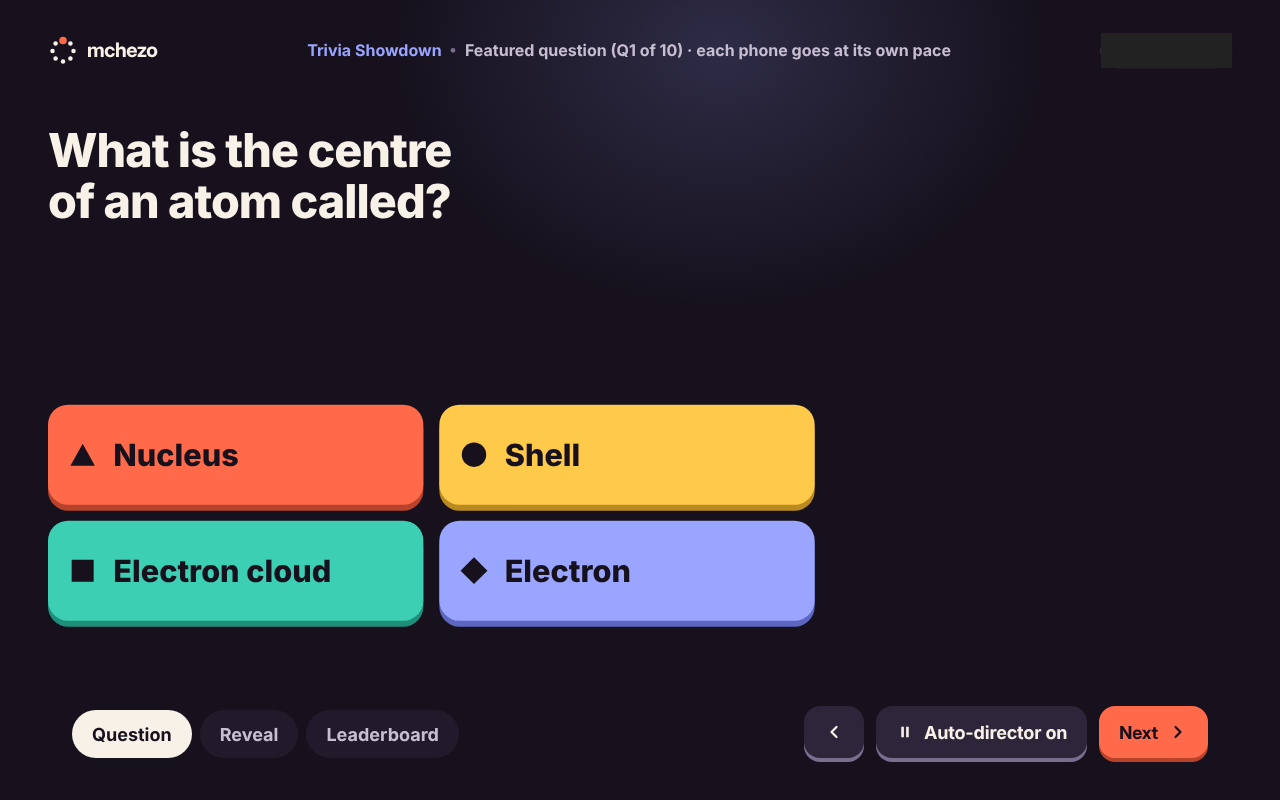 mchezo
Trivia Showdown • Featured question (Q1 of 10) · each phone goes at its own pace
What is the centre
of an atom called?
Nucleus
Shell
Electron cloud
Electron
Question
Reveal
Leaderboard
Auto-director on
Next